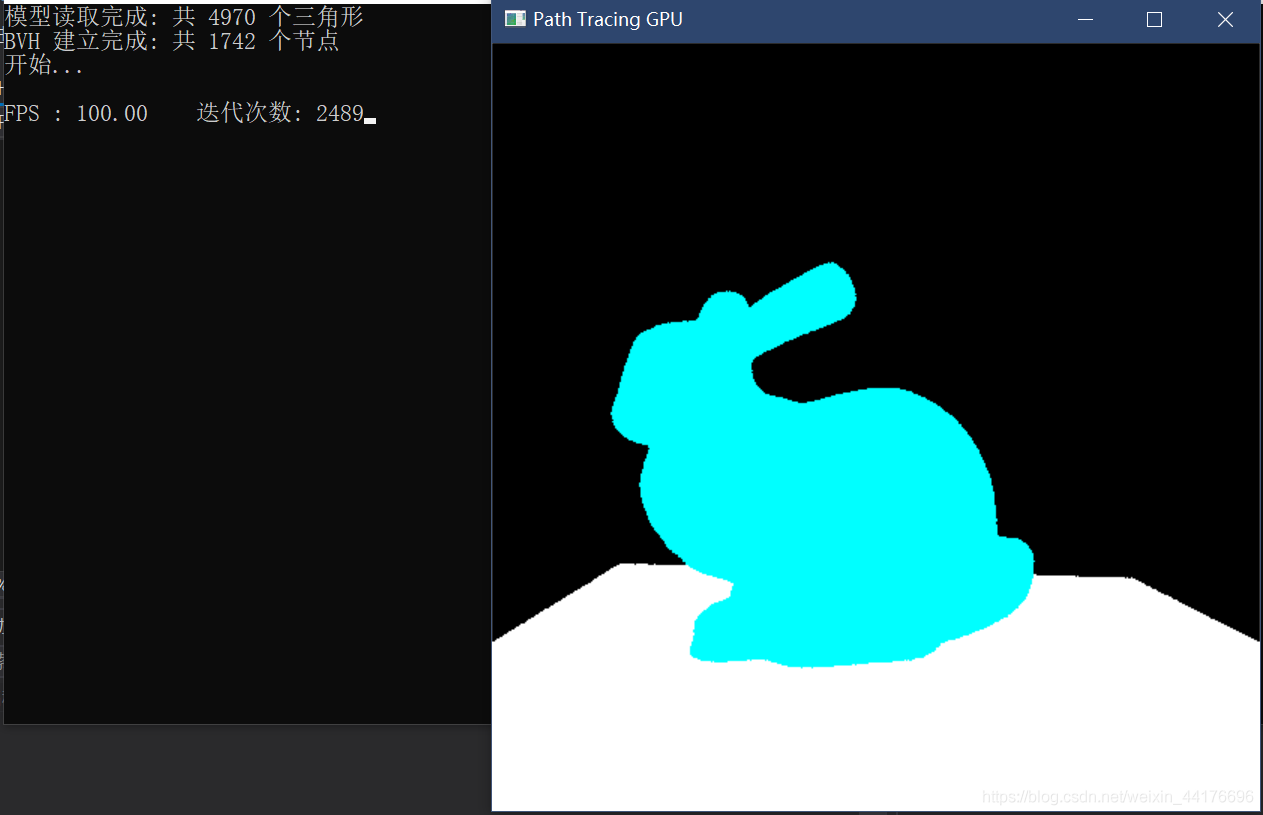 模型读取完成: 共 4970 个三角形
BVH 建立完成: 共 1742 个节点
开始...
FPS : 100.00    迭代次数: 2489
Path Tracing GPU
https://blog.csdn.net/weixin_44176696